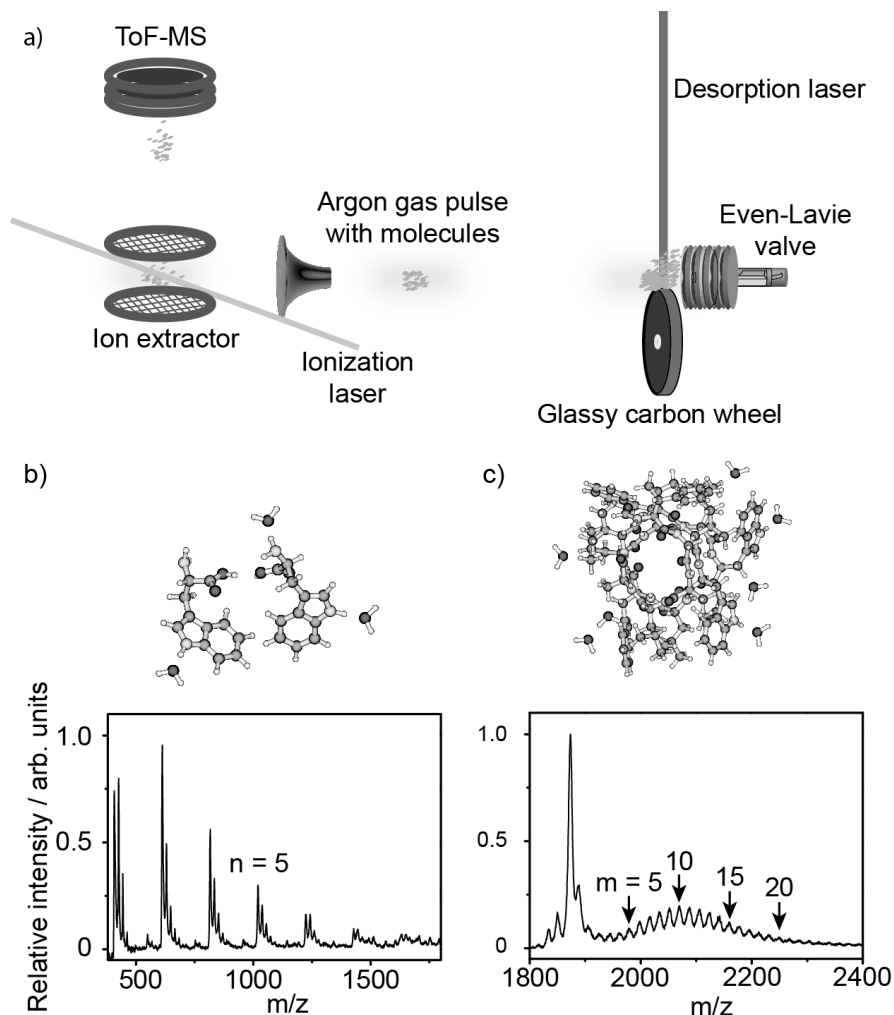 a)
ToF-MS
Desorption laser
Argon gas pulse
with molecules
Even-Lavie
valve
Ion extractor
Ionization
laser
Glassy carbon wheel
b)
c)
Relative intensity / arb. units
1.0
0.5
0
n = 5
500
1000
1500
m/z
1.0
0.5
0
m = 5
10
15
20
1800
2000
2200
2400
m/z